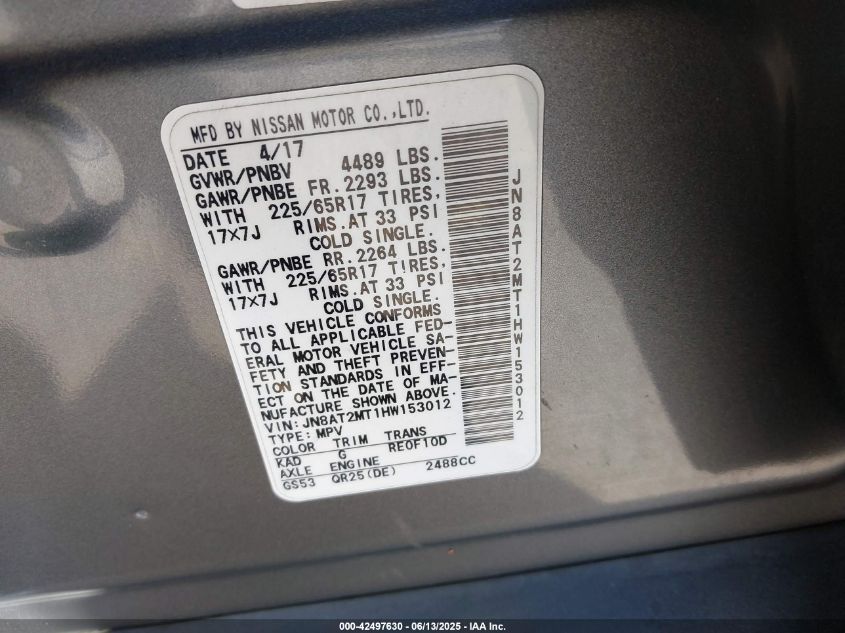 MFD BY NISSAN MOTOR CO.,LTD.
DATE 4/17
GVWR/PNBV 4489 LBS.
GAWR/PNBE FR. 2293 LBS.
WITH 225/65R17 TIRES,
17X7J RIMS.AT 33 PSI
COLD SINGLE.
GAWR/PNBE RR. 2264 LBS.
WITH 225/65R17 TIRES,
17X7J RIMS.AT 33 PSI
COLD SINGLE.
THIS VEHICLE CONFORMS
TO ALL APPLICABLE FED-
ERAL MOTOR VEHICLE SA-
FETY AND THEFT PREVEN-
TION STANDARDS IN EFF-
ECT ON THE DATE OF MA-
NUFACTURE SHOWN ABOVE.
VIN:JN8AT2MT1HW153012
TYPE:MPV
COLOR TRIM TRANS
KAD G RE0F10D
AXLE ENGINE
GS53 QR25(DE) 2488CC
JN8AT2MT1HW153012
000-42497630 - 06/13/2025 - IAA Inc.